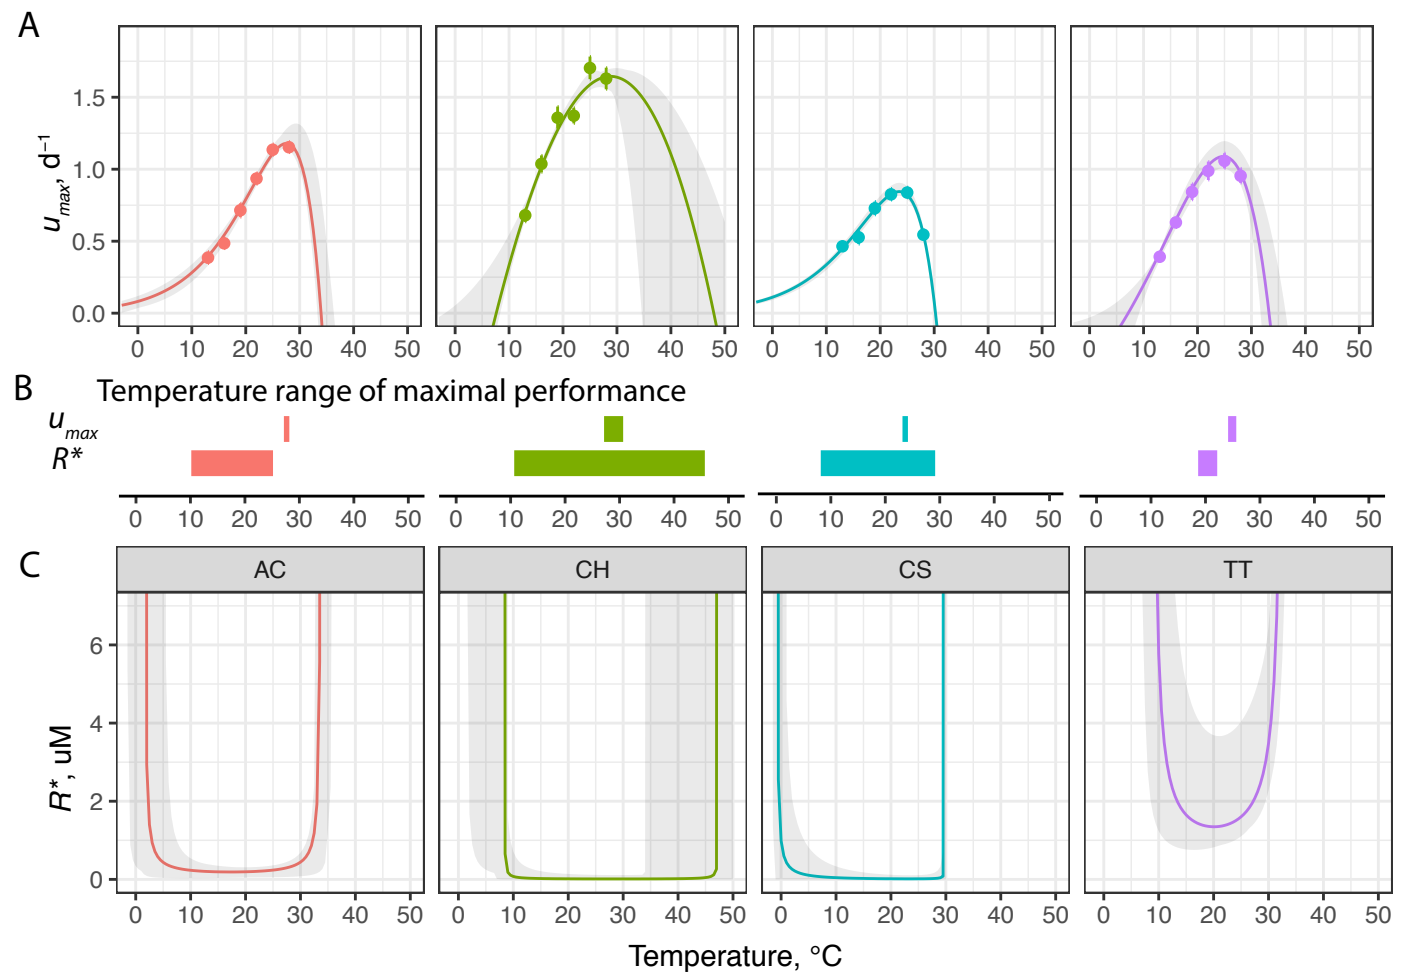 A
1.5
1.0
0.5
0.0
u_max, d⁻¹
0 10 20 30 40 50 0 10 20 30 40 50 0 10 20 30 40 50 0 10 20 30 40 50
B Temperature range of maximal performance
u_max
R*
0 10 20 30 40 50 0 10 20 30 40 50 0 10 20 30 40 50 0 10 20 30 40 50
C
AC CH CS TT
6
4
2
0
R*, uM
0 10 20 30 40 50 0 10 20 30 40 50 0 10 20 30 40 50 0 10 20 30 40 50
Temperature, °C